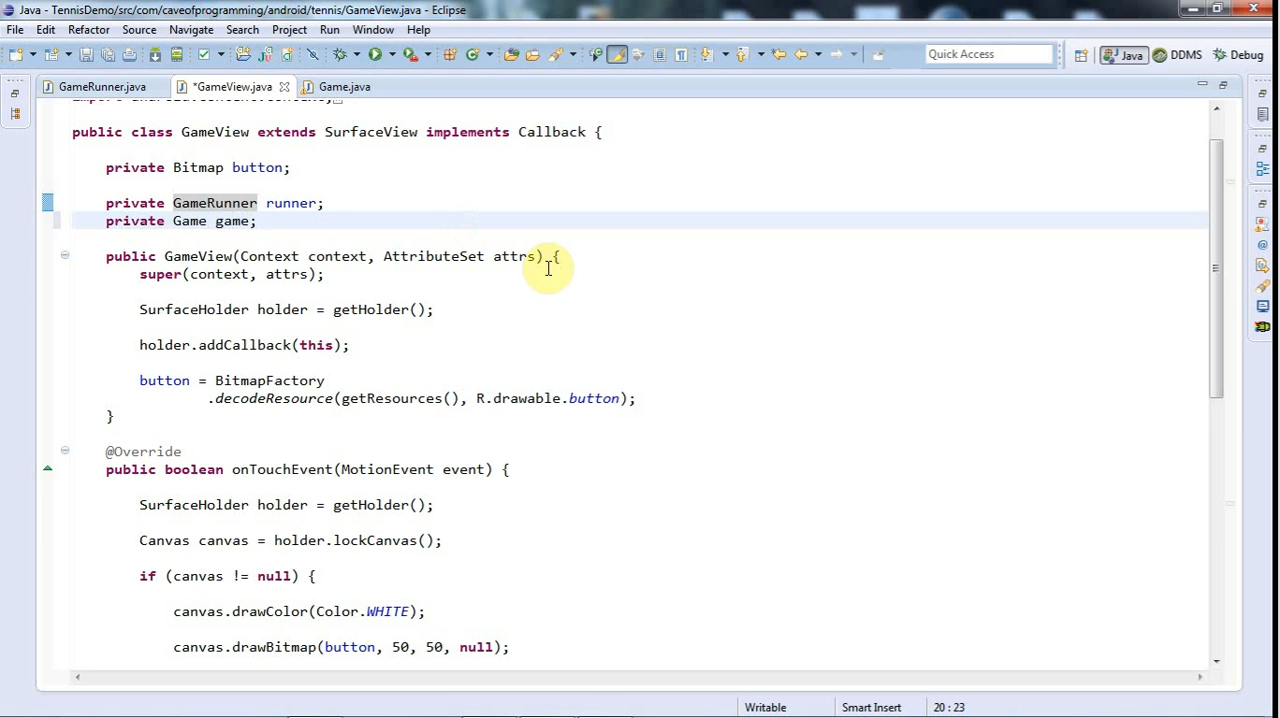 Java - TennisDemo/src/com/caveofprogramming/android/tennis/GameView.java - Eclipse
File Edit Refactor Source Navigate Search Project Run Window Help
Quick Access Java DDMS Debug
GameRunner.java *GameView.java Game.java
public class GameView extends SurfaceView implements Callback {
private Bitmap button;
private GameRunner runner;
private Game game;
public GameView(Context context, AttributeSet attrs) {
super(context, attrs);
SurfaceHolder holder = getHolder();
holder.addCallback(this);
button = BitmapFactory
.decodeResource(getResources(), R.drawable.button);
}
@Override
public boolean onTouchEvent(MotionEvent event) {
SurfaceHolder holder = getHolder();
Canvas canvas = holder.lockCanvas();
if (canvas != null) {
canvas.drawColor(Color.WHITE);
canvas.drawBitmap(button, 50, 50, null);
Writable Smart Insert 20 : 23